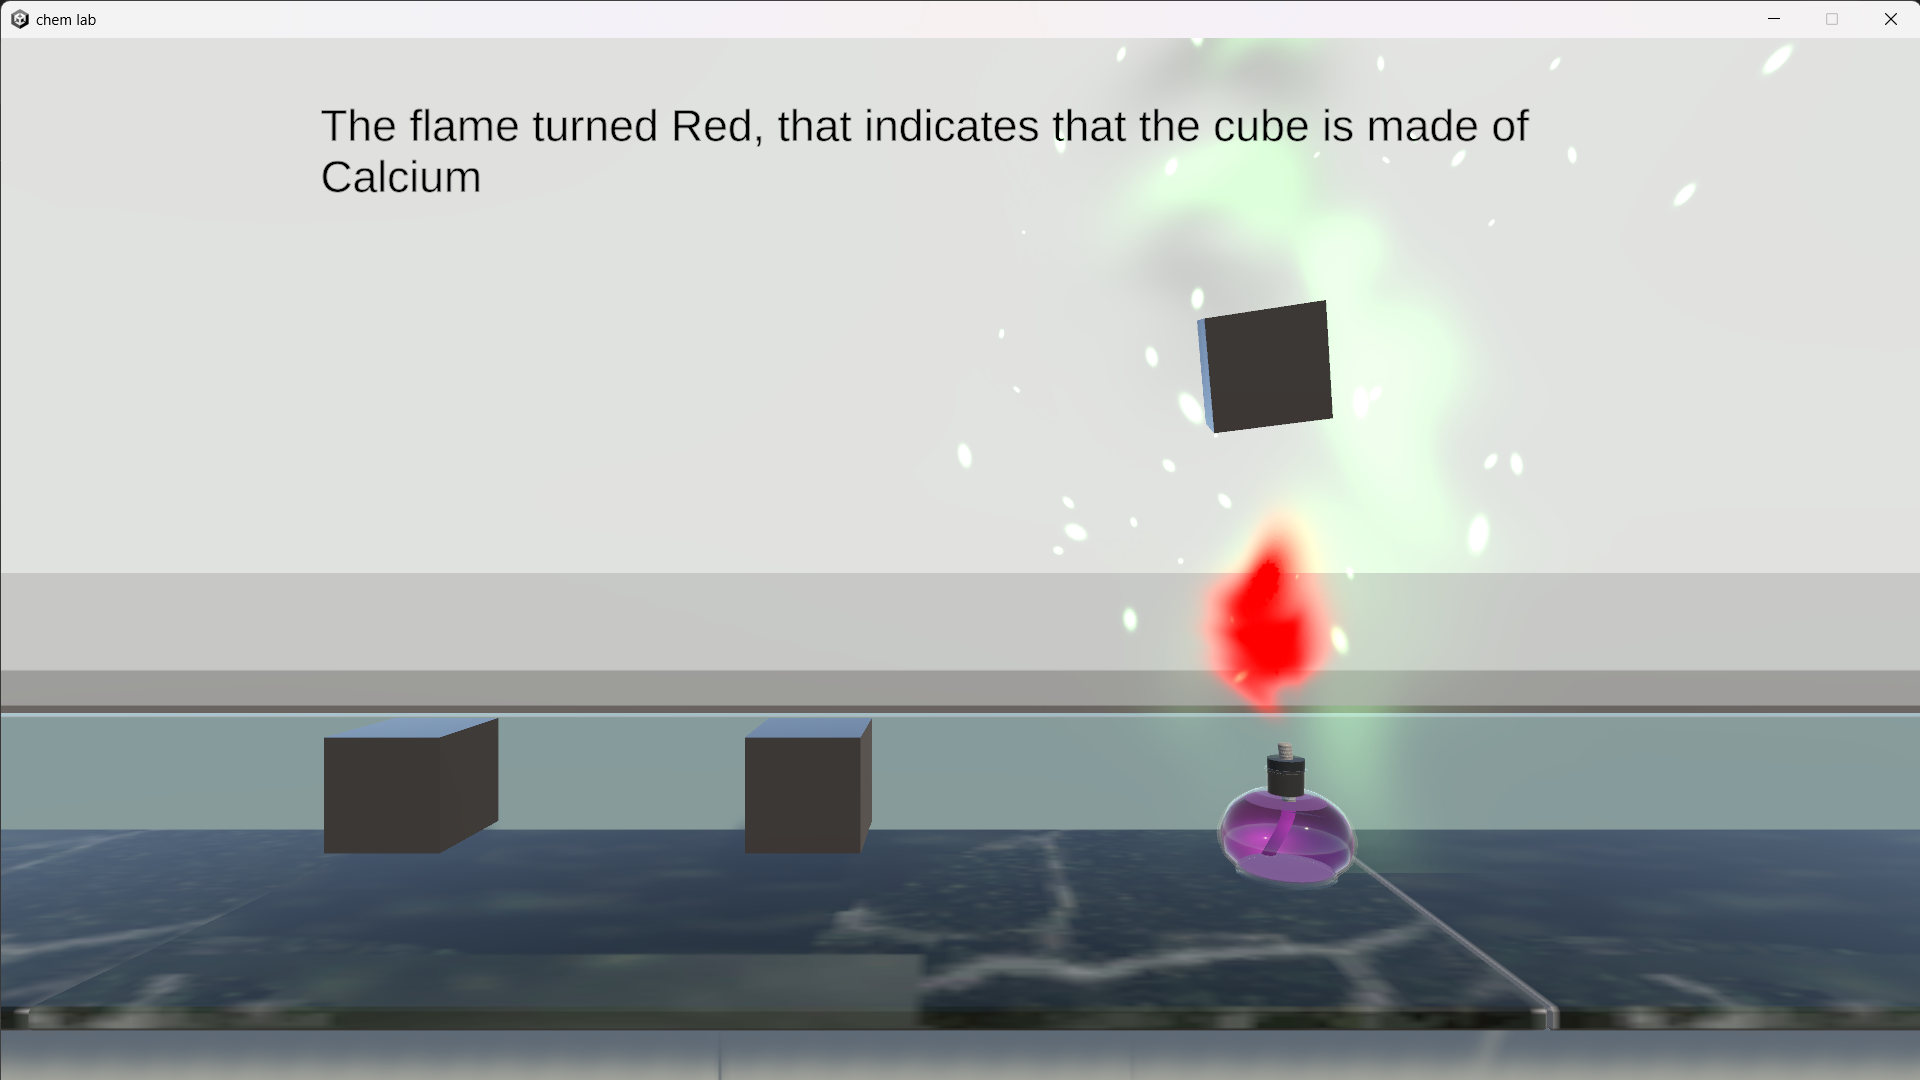 chem lab
The flame turned Red, that indicates that the cube is made of
Calcium